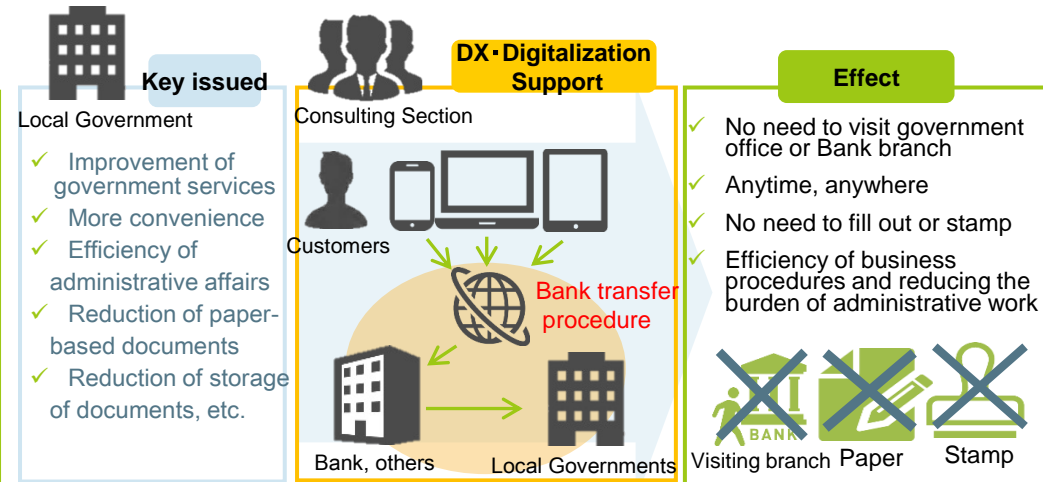 Key issued
Local Government
✓ Improvement of
government services
✓ More convenience
✓ Efficiency of
administrative affairs
✓ Reduction of paper-
based documents
✓ Reduction of storage
of documents, etc.
DX・Digitalization
Support
Consulting Section
Customers
Bank transfer
procedure
Bank, others
Local Governments
Effect
✓ No need to visit government
office or Bank branch
✓ Anytime, anywhere
✓ No need to fill out or stamp
✓ Efficiency of business
procedures and reducing the
burden of administrative work
BANK
Visiting branch
Paper
Stamp